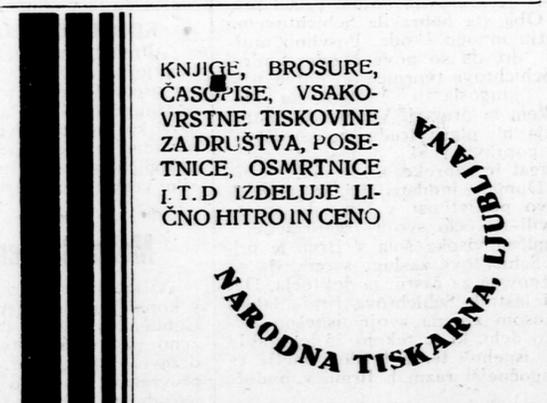 KNJIGE, BROŠURE,
ČASOPISE, VSAKO-
VRSTNE TISKOVINE
ZA DRUŠTVA, POSE-
TNICE, OSMRTNICE
I. T. D IZDELUJE LI-
ČNO HITRO IN CENO
NARODNA TISKARNA, LJUBLJANA